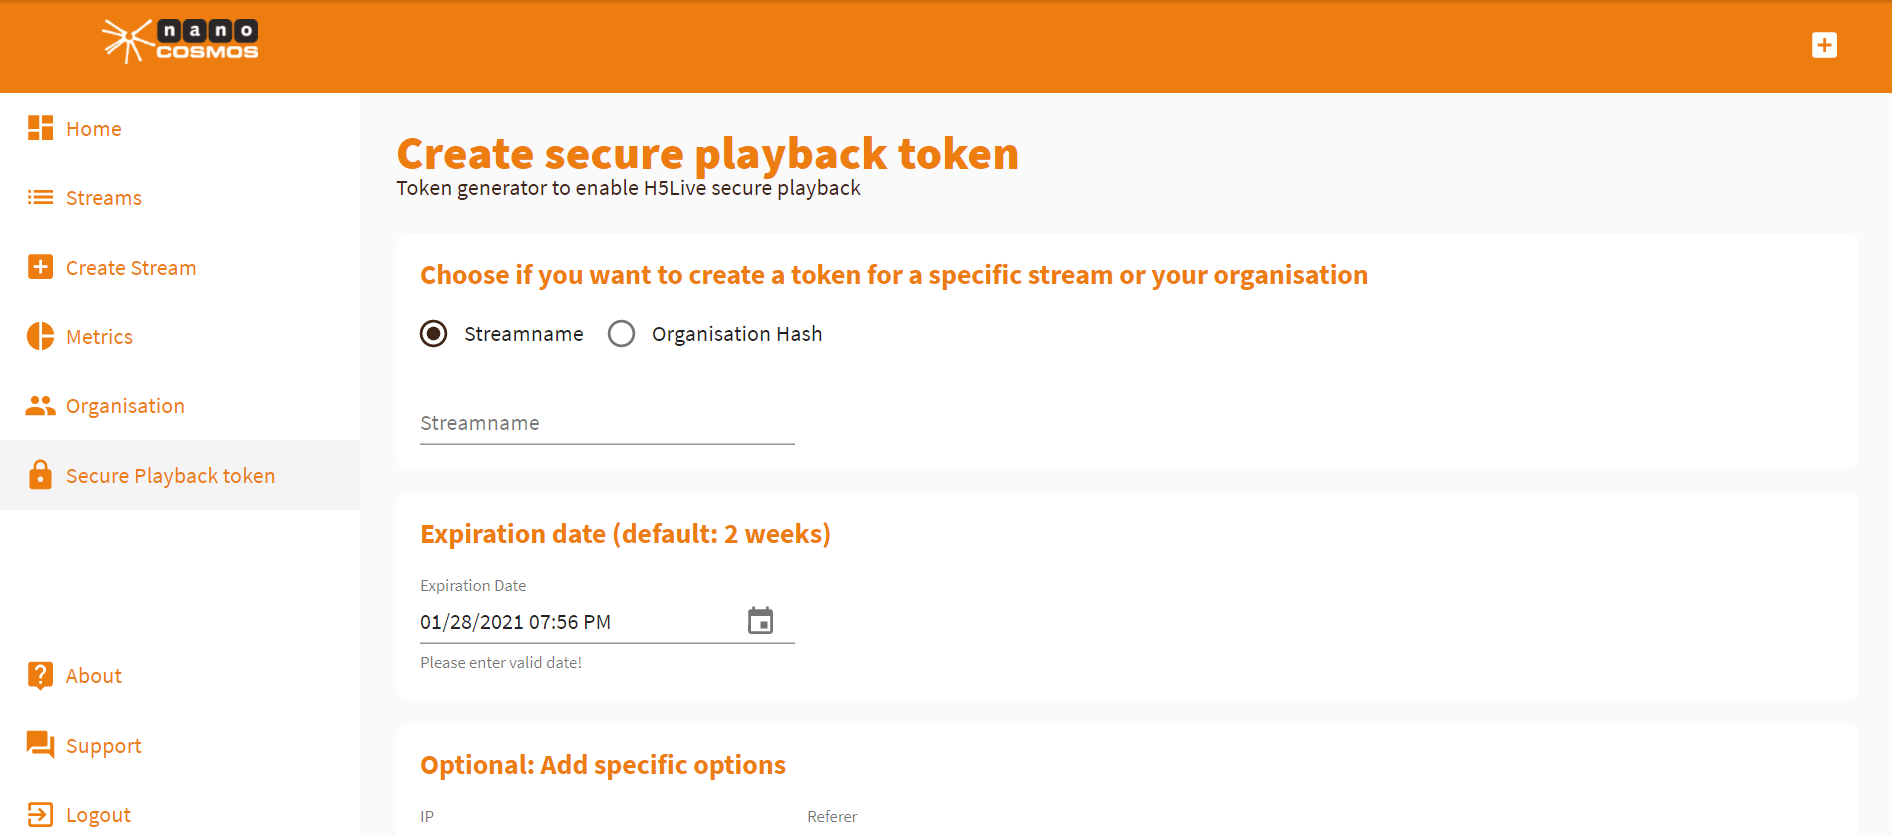 nano
COSMOS
Home
Streams
Create Stream
Metrics
Organisation
Secure Playback token
About
Support
Logout
Create secure playback token
Token generator to enable H5Live secure playback
Choose if you want to create a token for a specific stream or your organisation
Streamname Organisation Hash
Streamname
Expiration date (default: 2 weeks)
Expiration Date
01/28/2021 07:56 PM
Please enter valid date!
Optional: Add specific options
IP Referer